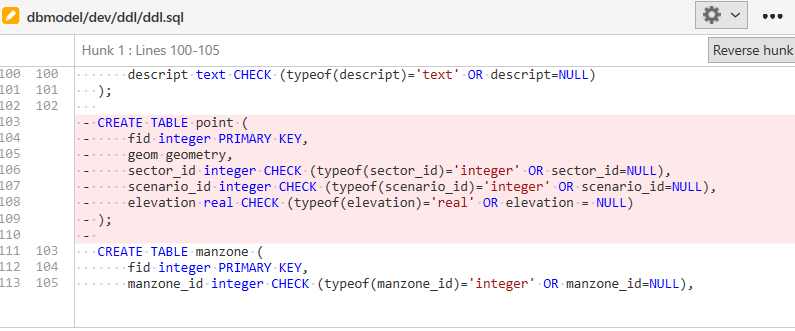 dbmodel/dev/ddl/ddl.sql
Hunk 1 : Lines 100-105
Reverse hunk
100 100 descript text CHECK (typeof(descript)='text' OR descript=NULL)
101 101 );
102 102
103 - CREATE TABLE point (
104 - fid integer PRIMARY KEY,
105 - geom geometry,
106 - sector_id integer CHECK (typeof(sector_id)='integer' OR sector_id=NULL),
107 - scenario_id integer CHECK (typeof(scenario_id)='integer' OR scenario_id=NULL),
108 - elevation real CHECK (typeof(elevation)='real' OR elevation = NULL)
109 - );
110 -
111 103 CREATE TABLE manzone (
112 104 fid integer PRIMARY KEY,
113 105 manzone_id integer CHECK (typeof(manzone_id)='integer' OR manzone_id=NULL),